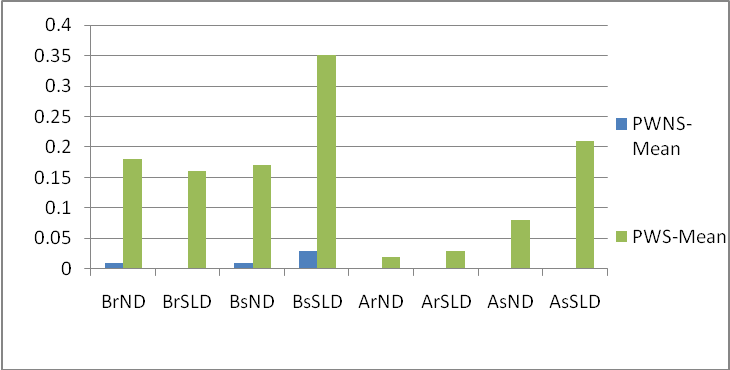 0.4
0.35
0.3
0.25
0.2
0.15
0.1
0.05
0
BrND BrSLD BsND BsSLD ArND ArSLD AsND AsSLD
PWNS-
Mean
PWS-Mean